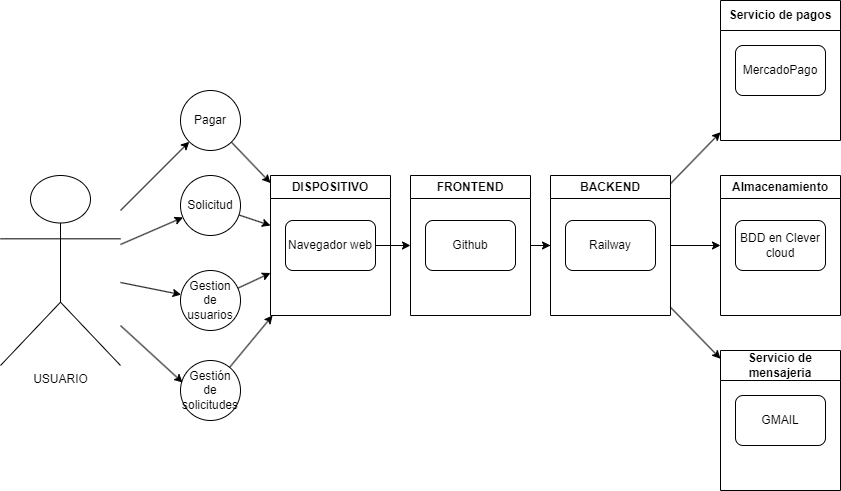 Servicio de pagos
MercadoPago
Pagar
Solicitud
Gestion
de
usuarios
Gestión
de
solicitudes
USUARIO
DISPOSITIVO
Navegador web
FRONTEND
Github
BACKEND
Railway
Almacenamiento
BDD en Clever
cloud
Servicio de
mensajeria
GMAIL